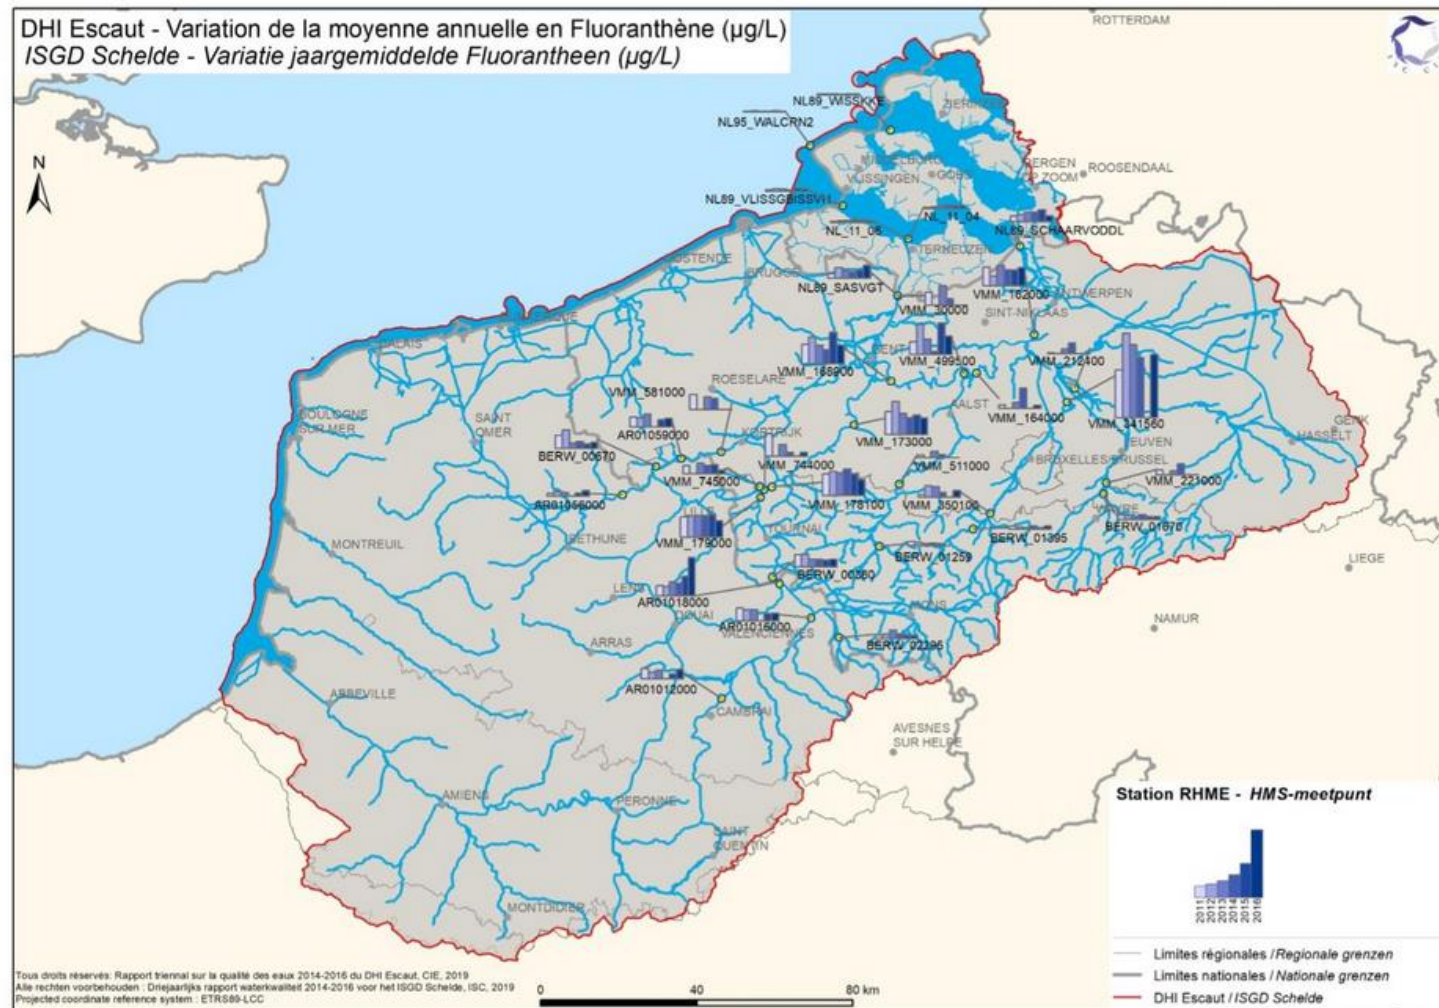 DHI Escaut - Variation de la moyenne annuelle en Fluoranthène (µg/L)
ISGD Schelde - Variatie jaargemiddelde Fluorantheen (µg/L)
ROTTERDAM
N
NL89_WISSKKE
ZIERIKZEE
NL95_WALCRN2
MIDDELBURG
BERGEN
OP ZOOM
ROOSENDAAL
VLISSINGEN
GOES
NL89_VLISSGBISSVH
NL_11_06
NL_11_04
NL89_SCHAARVODDL
TERNEUZEN
OOSTENDE
BRUGGE
NL89_SASVGT
VMM_30000
VMM_162000
ANTWERPEN
SINT-NIKLAAS
CALAIS
GENT
VMM_168900
VMM_499500
VMM_212400
VMM_581000
ROESELARE
VMM_164000
VMM_341560
BOULOGNE
SUR MER
SAINT
OMER
AR01059000
KORTRIJK
VMM_173000
AALST
GENK
HASSELT
BERW_00670
VMM_744000
VMM_511000
LEUVEN
BRUXELLES/BRUSSEL
VMM_745000
VMM_223000
AR01056000
VMM_178100
VMM_350100
LILLE
VMM_179000
TOURNAI
WAVRE
BERW_01670
BERW_01395
MONTREUIL
BETHUNE
BERW_01259
LIEGE
BERW_00360
LENS
AR01018000
DOUAI
MONS
NAMUR
AR01016000
VALENCIENNES
ARRAS
AR01012000
ABBEVILLE
CAMBRAI
AVESNES
SUR HELPE
AMIENS
PERONNE
SAINT
QUENTIN
MONTDIDIER
Station RHME - HMS-meetpunt
2011
2012
2013
2014
2015
2016
Limites régionales / Regionale grenzen
Limites nationales / Nationale grenzen
DHI Escaut / ISGD Schelde
Tous droits réservés: Rapport triennal sur la qualité des eaux 2014-2016 du DHI Escaut, CIE, 2019
Alle rechten voorbehouden : Driejaarlijks rapport waterkwaliteit 2014-2016 voor het ISGD Schelde, ISC, 2019
Projected coordinate reference system : ETRS89-LCC
0
40
80 km